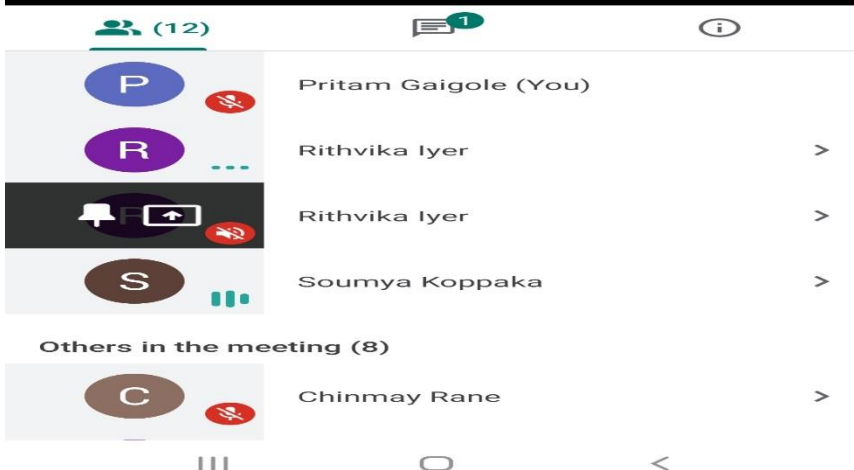 (12)
1
P
Pritam Gaigole (You)
R
Rithvika Iyer
R
Rithvika Iyer
S
Soumya Koppaka
Others in the meeting (8)
C
Chinmay Rane